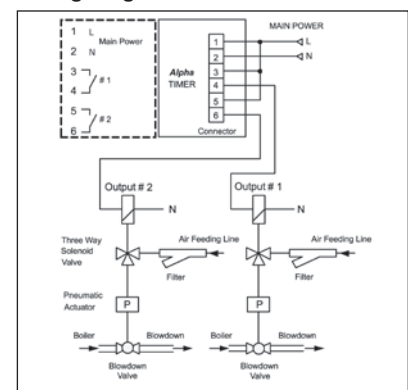 MAIN POWER
1 L
Main Power
2 N
3
# 1
4
5
# 2
6
Alpha
TIMER
1
2
3
4
5
6
Connector
L
N
Output # 2
Output # 1
N
N
Three Way
Solenoid
Valve
Air Feeding Line
Filter
Air Feeding Line
Filter
Pneumatic
Actuator
P
P
Boiler
Blowdown
Boiler
Blowdown
Blowdown
Valve
Blowdown
Valve